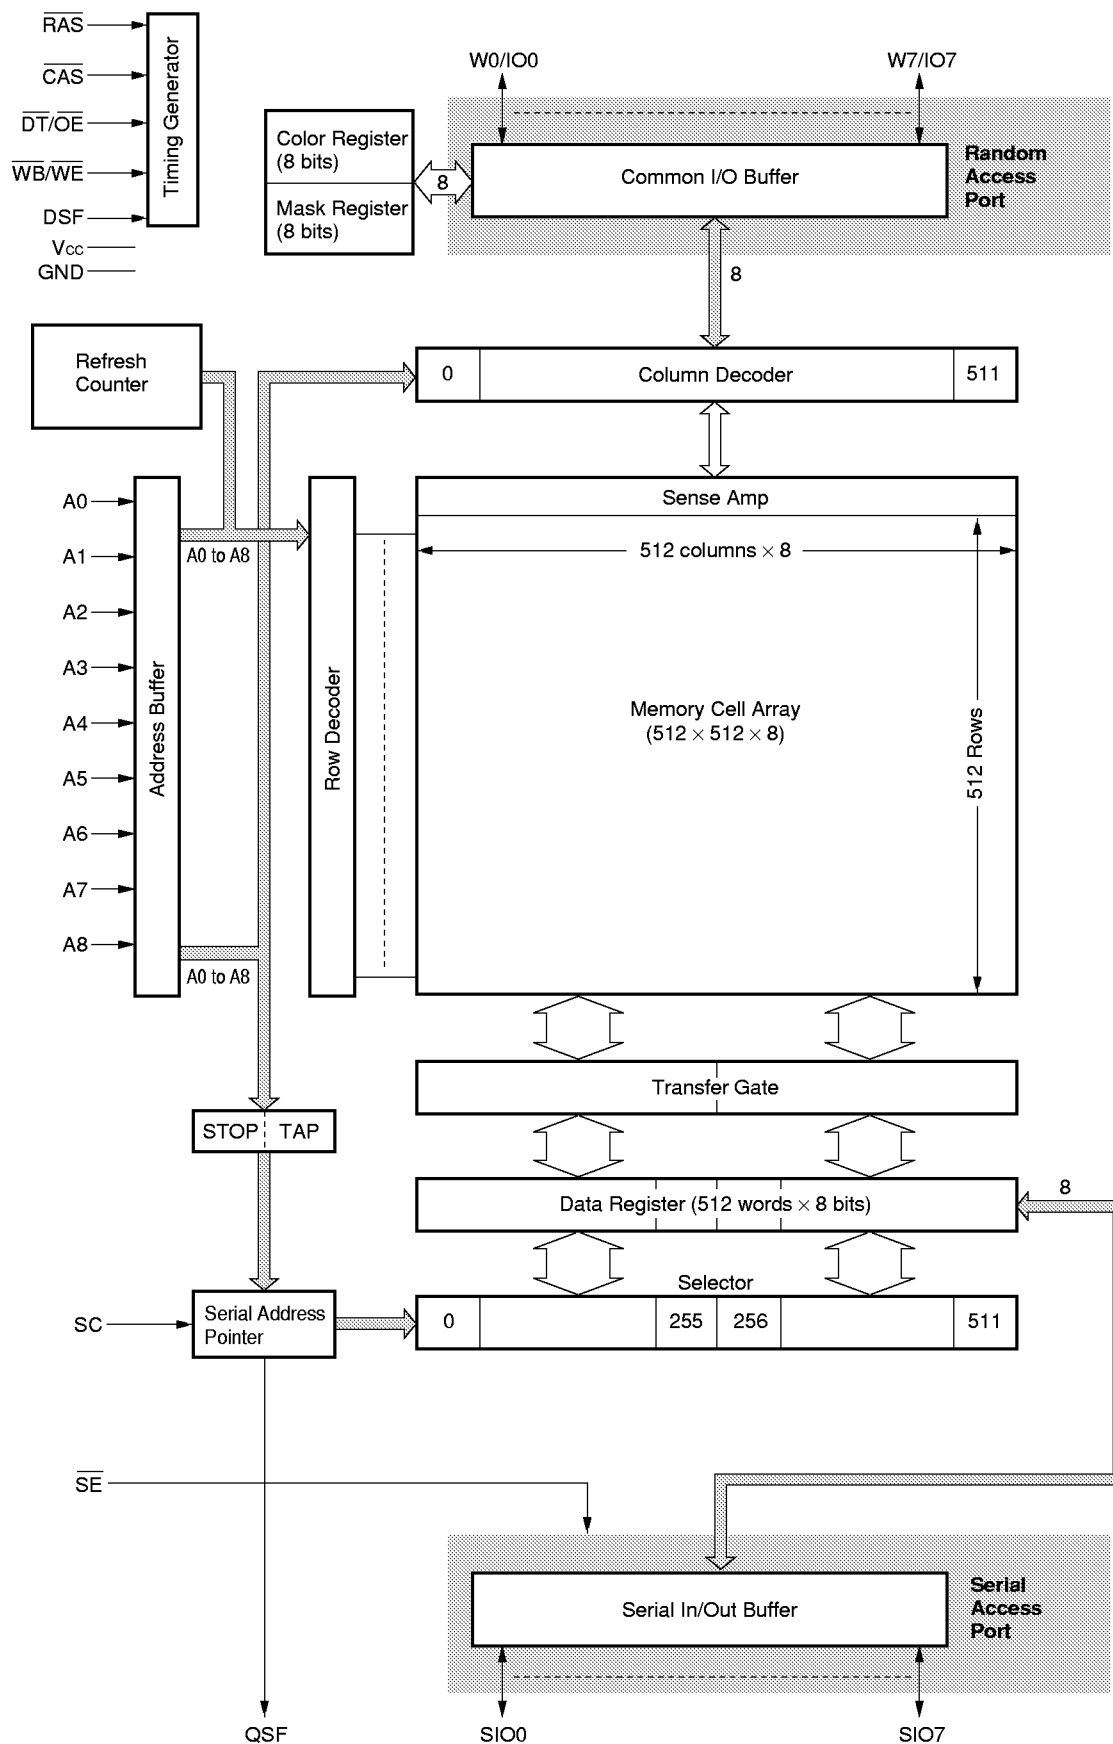 RAS
CAS
DT/OE
WB/WE
DSF
Vcc
GND
Timing Generator
W0/IO0
W7/IO7
Color Register
(8 bits)
Mask Register
(8 bits)
8
Common I/O Buffer
Random
Access
Port
8
Refresh
Counter
0
Column Decoder
511
A0
A1
A2
A3
A4
A5
A6
A7
A8
Address Buffer
A0 to A8
A0 to A8
Row Decoder
Sense Amp
512 columns × 8
Memory Cell Array
(512 × 512 × 8)
512 Rows
Transfer Gate
STOP
TAP
Data Register (512 words × 8 bits)
8
Selector
SC
Serial Address
Pointer
0
255
256
511
SE
Serial In/Out Buffer
Serial
Access
Port
QSF
SIO0
SIO7